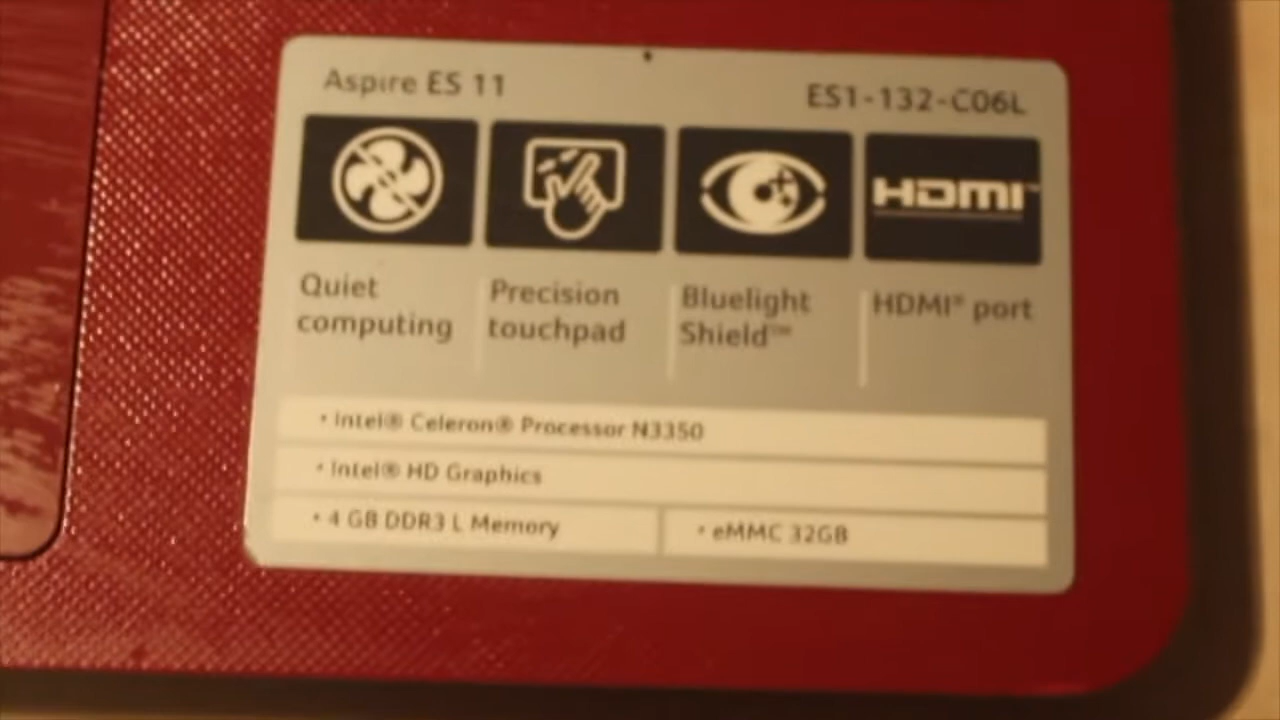 Aspire ES 11
ES1-132-C06L
HDMI™
Quiet
computing
Precision
touchpad
Bluelight
Shield™
HDMI® port
• Intel® Celeron® Processor N3350
• Intel® HD Graphics
• 4 GB DDR3 L Memory
• eMMC 32GB